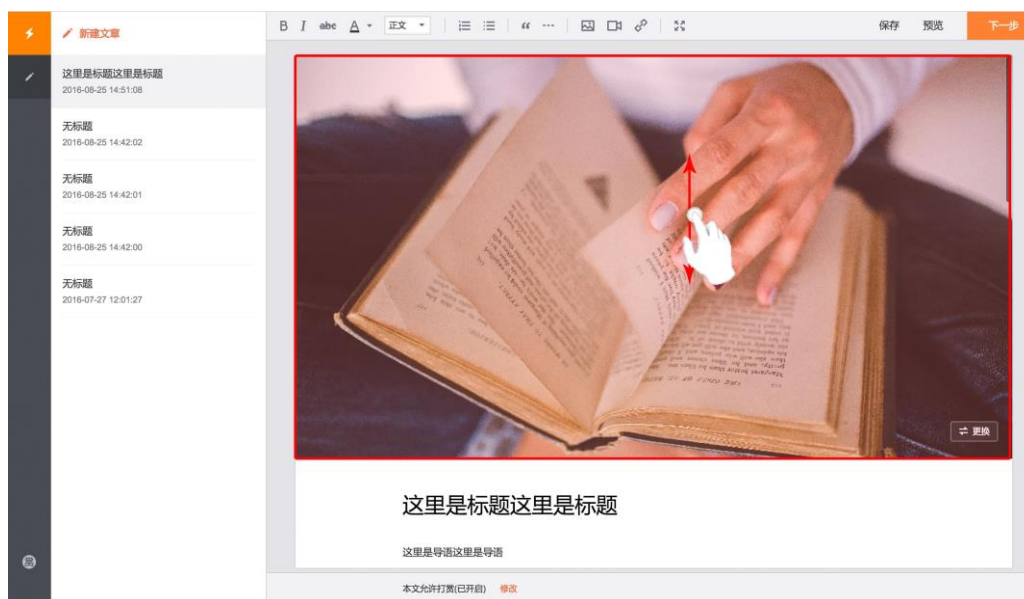 新建文章
B I abc A 正文 “ ···
保存 预览 下一步
这里是标题这里是标题
2016-08-25 14:51:08
无标题
2016-08-25 14:42:02
无标题
2016-08-25 14:42:01
无标题
2016-08-25 14:42:00
无标题
2016-07-27 12:01:27
更换
这里是标题这里是标题
这里是导语这里是导语
本文允许打赏(已开启) 修改